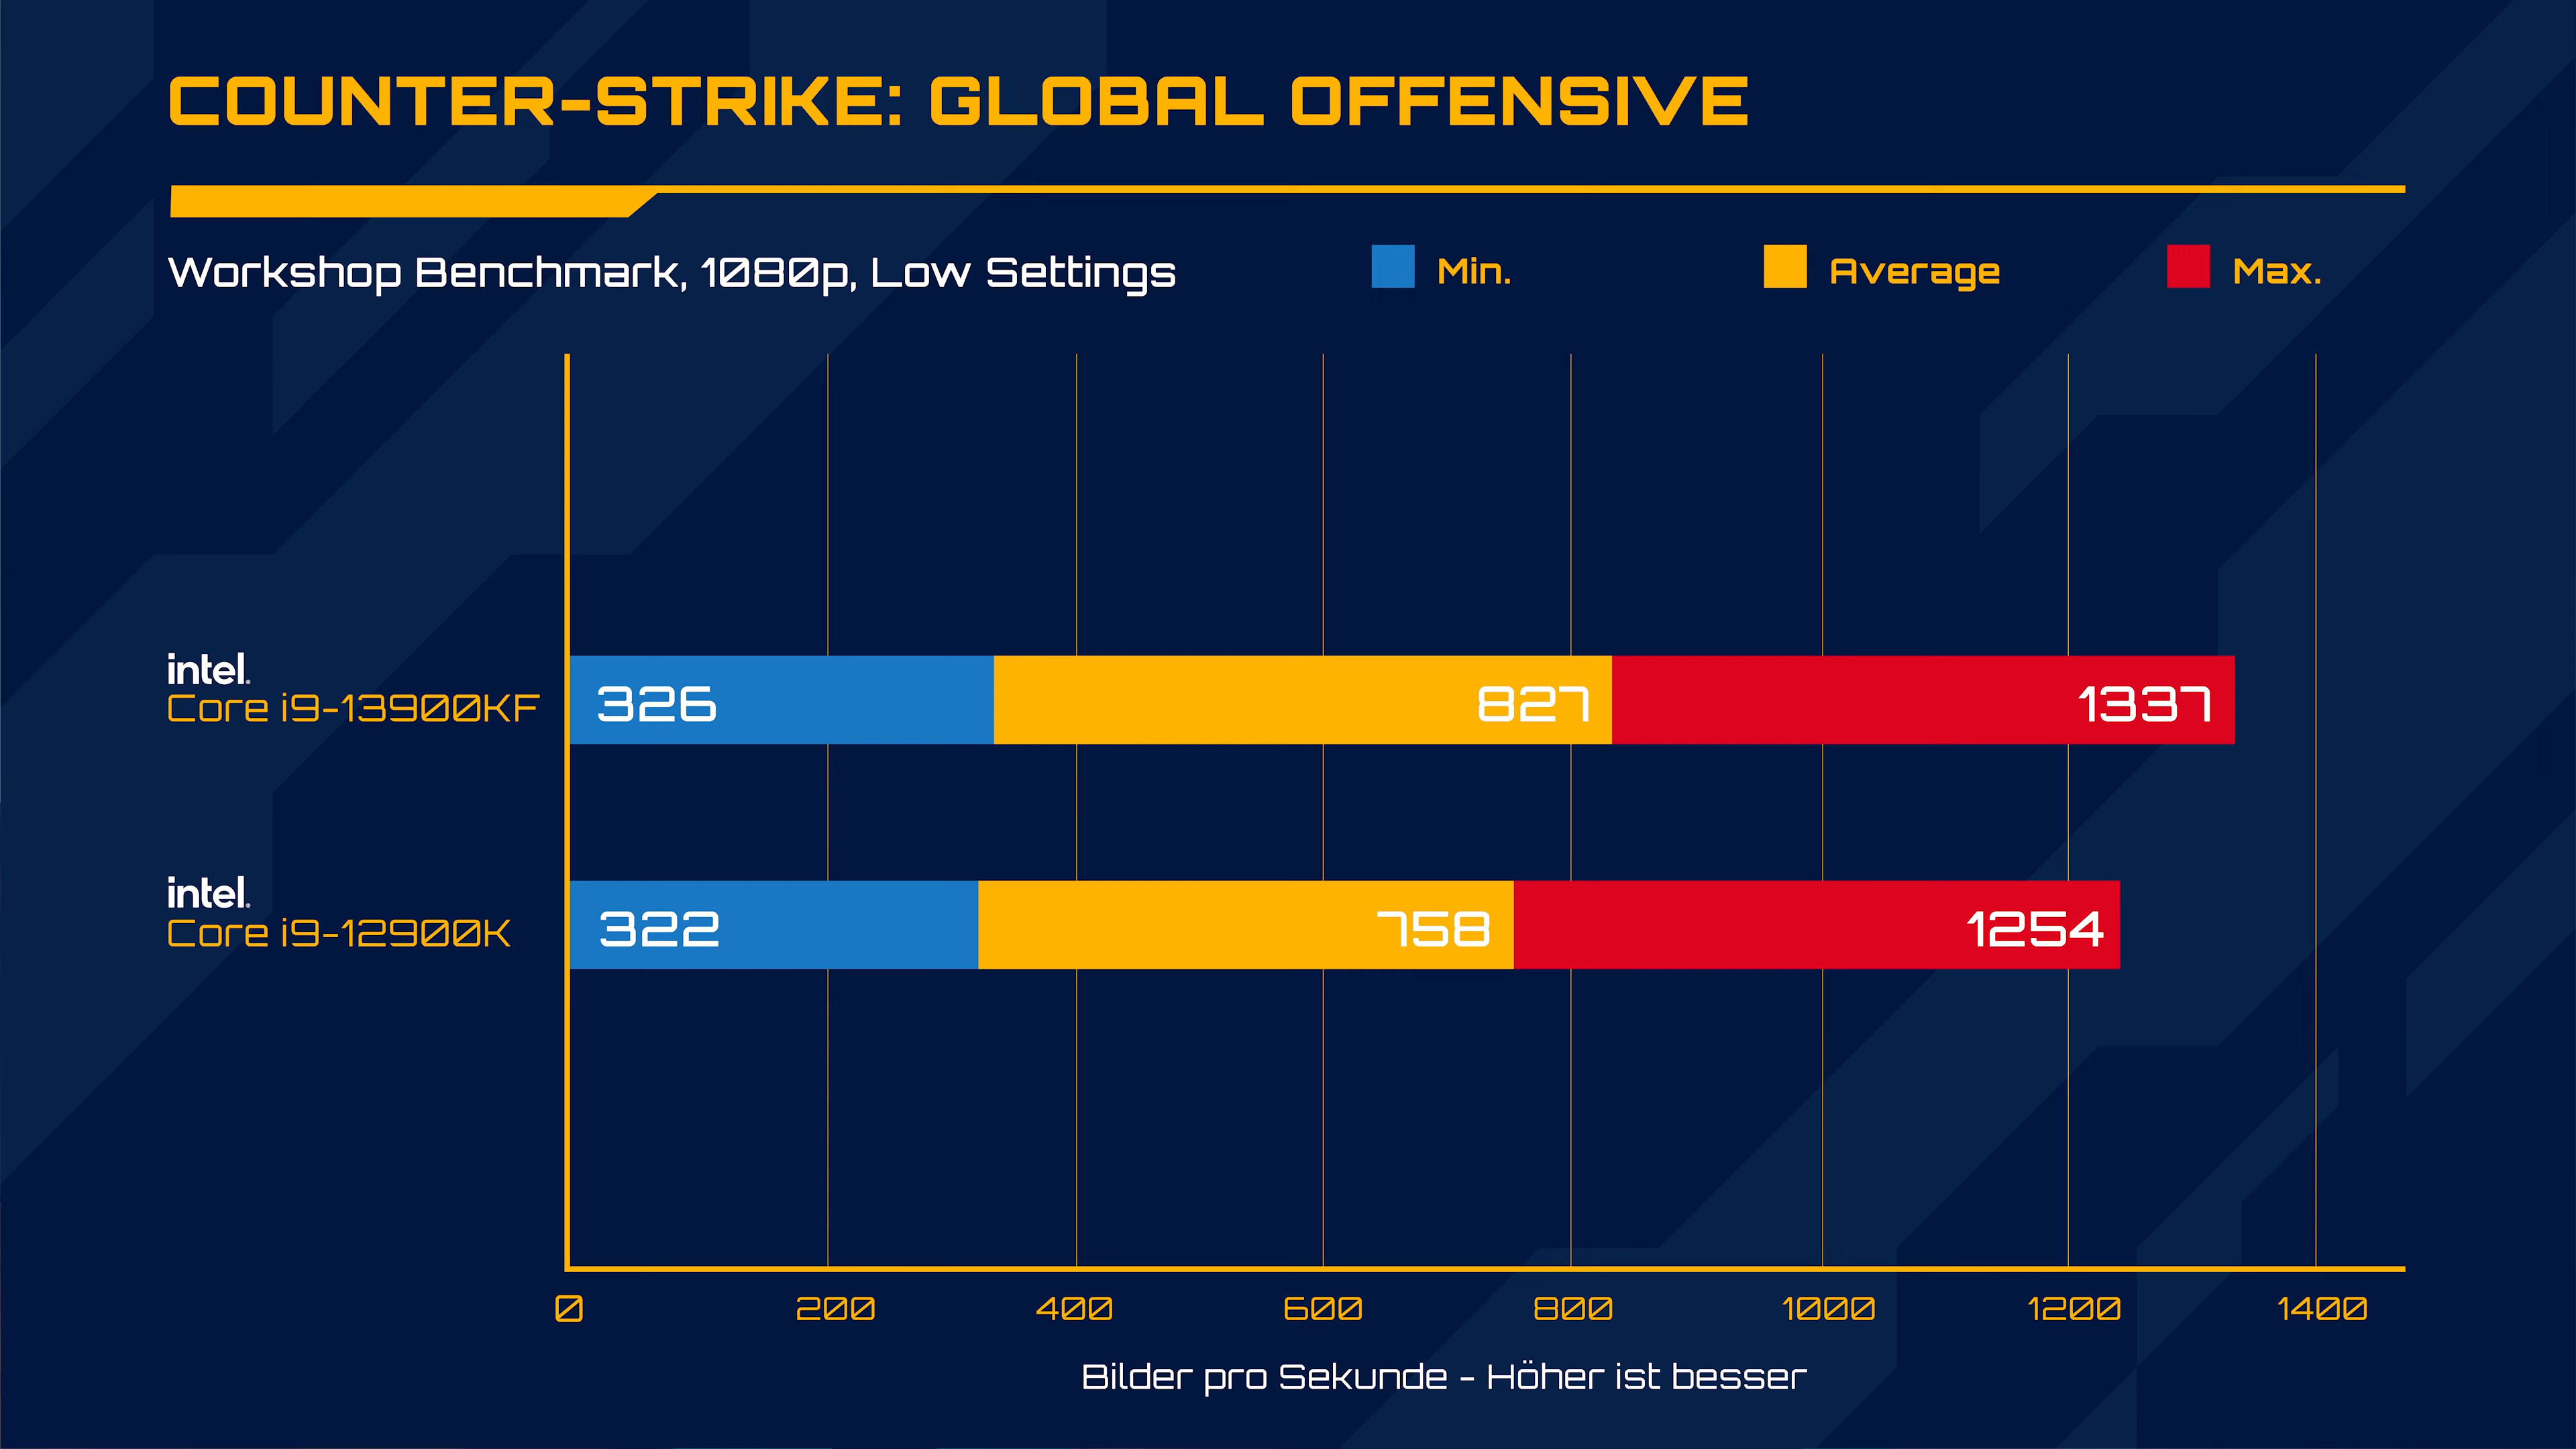 COUNTER-STRIKE: GLOBAL OFFENSIVE
Workshop Benchmark, 1080p, Low Settings
Min.
Average
Max.
intel.
Core i9-13900KF
326
827
1337
intel.
Core i9-12900K
322
758
1254
0
200
400
600
800
1000
1200
1400
Bilder pro Sekunde - Höher ist besser